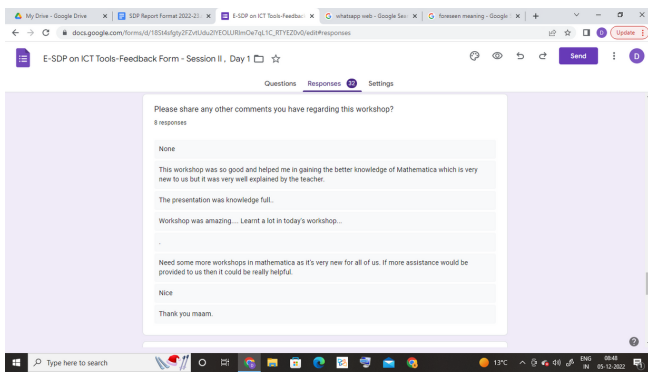 My Drive - Google Drive
SDP Report Format 2022-23 -
E-SDP on ICT Tools-Feedbac
whatsapp web - Google Sea
foreseen meaning - Google
docs.google.com/forms/
edit#responses
Update
E-SDP on ICT Tools-Feedback Form - Session II , Day 1
Send
D
Questions Responses 32 Settings
Please share any other comments you have regarding this workshop?
8 responses
None
This workshop was so good and helped me in gaining the better knowledge of Mathematica which is very
new to us but it was very well explained by the teacher.
The presentation was knowledge full..
Workshop was amazing.... Learnt a lot in today's workshop...
.
Need some more workshops in mathematica as it's very new for all of us. If more assistance would be
provided to us then it could be really helpful.
Nice
Thank you maam.
Type here to search
13°C
ENG
IN
08:48
05-12-2022